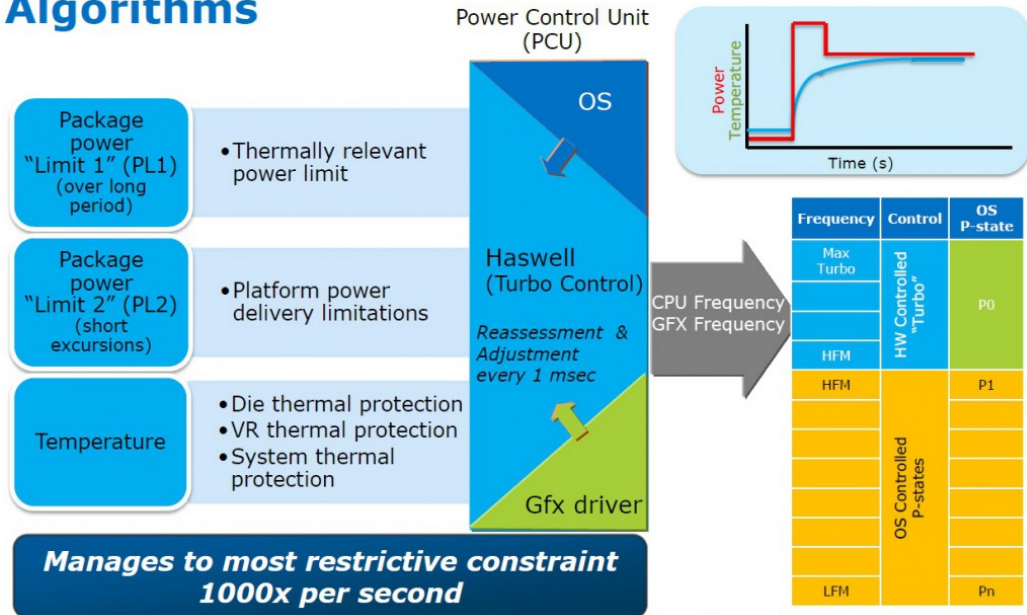 Algorithms
Power Control Unit
(PCU)
Package
power
“Limit 1” (PL1)
(over long
period)
•Thermally relevant
power limit
Package
power
“Limit 2” (PL2)
(short
excursions)
•Platform power
delivery limitations
Temperature
•Die thermal protection
•VR thermal protection
•System thermal
protection
OS
Haswell
(Turbo Control)
Reassessment &
Adjustment
every 1 msec
Gfx driver
CPU Frequency
GFX Frequency
Power
Temperature
Time (s)
Frequency
Control
OS
P-state
Max
Turbo
HFM
HW Controlled
“Turbo”
P0
HFM
P1
OS Controlled
P-states
LFM
Pn
Manages to most restrictive constraint
1000x per second